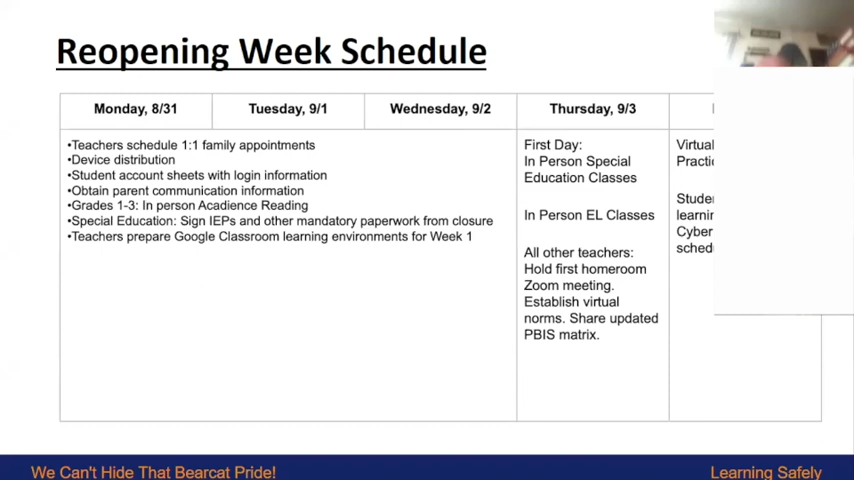 Reopening Week Schedule
Monday, 8/31
Tuesday, 9/1
Wednesday, 9/2
Thursday, 9/3
•Teachers schedule 1:1 family appointments
•Device distribution
•Student account sheets with login information
•Obtain parent communication information
•Grades 1-3: In person Acadience Reading
•Special Education: Sign IEPs and other mandatory paperwork from closure
•Teachers prepare Google Classroom learning environments for Week 1
First Day:
In Person Special
Education Classes
In Person EL Classes
All other teachers:
Hold first homeroom
Zoom meeting.
Establish virtual
norms. Share updated
PBIS matrix.
Virtual
Cyber
We Can't Hide That Bearcat Pride!
Learning Safely